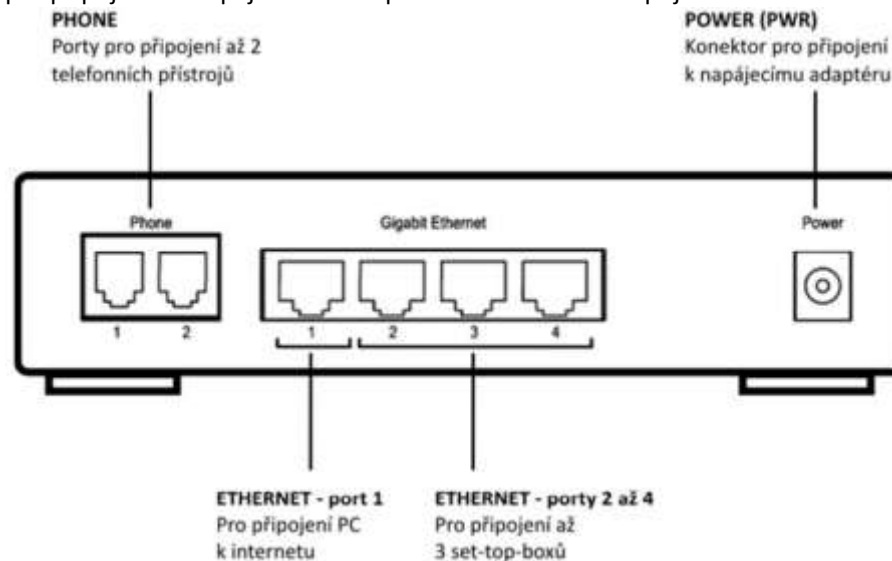 PHONE
Porty pro připojení až 2
telefonních přístrojů
POWER (PWR)
Konektor pro připojení
k napájecímu adaptéru
Phone
Gigabit Ethernet
Power
1 2
1 2 3 4
ETHERNET - port 1
Pro připojení PC
k internetu
ETHERNET - porty 2 až 4
Pro připojení až
3 set-top-boxů